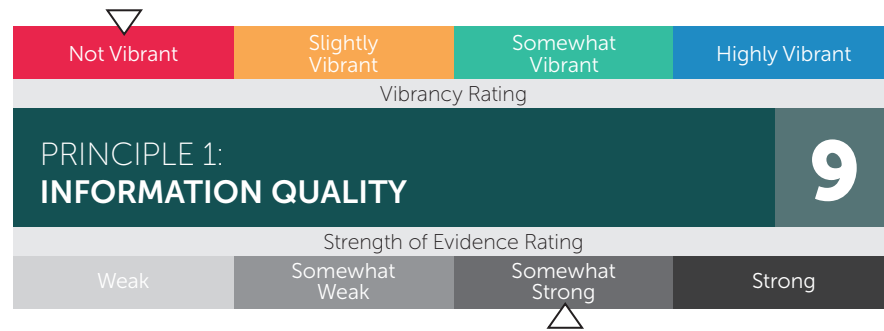 Not Vibrant
Slightly
Vibrant
Somewhat
Vibrant
Highly Vibrant
Vibrancy Rating
PRINCIPLE 1:
INFORMATION QUALITY
9
Strength of Evidence Rating
Weak
Somewhat
Weak
Somewhat
Strong
Strong